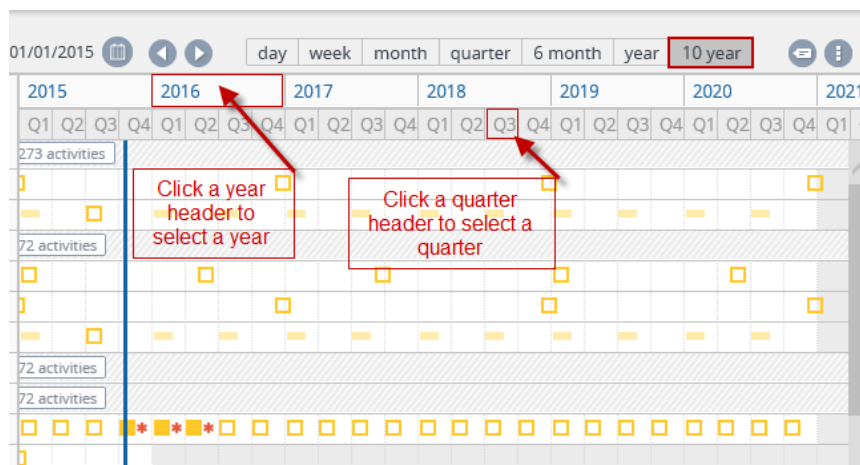 01/01/2015 day week month quarter 6 month year 10 year
2015 2016 2017 2018 2019 2020 2021
Q1 Q2 Q3 Q4 Q1 Q2 Q3 Q4 Q1 Q2 Q3 Q4 Q1 Q2 Q3 Q4 Q1 Q2 Q3 Q4 Q1 Q2 Q3 Q4 Q1
273 activities
Click a year
header to
select a year
Click a quarter
header to select a
quarter
72 activities
72 activities
72 activities